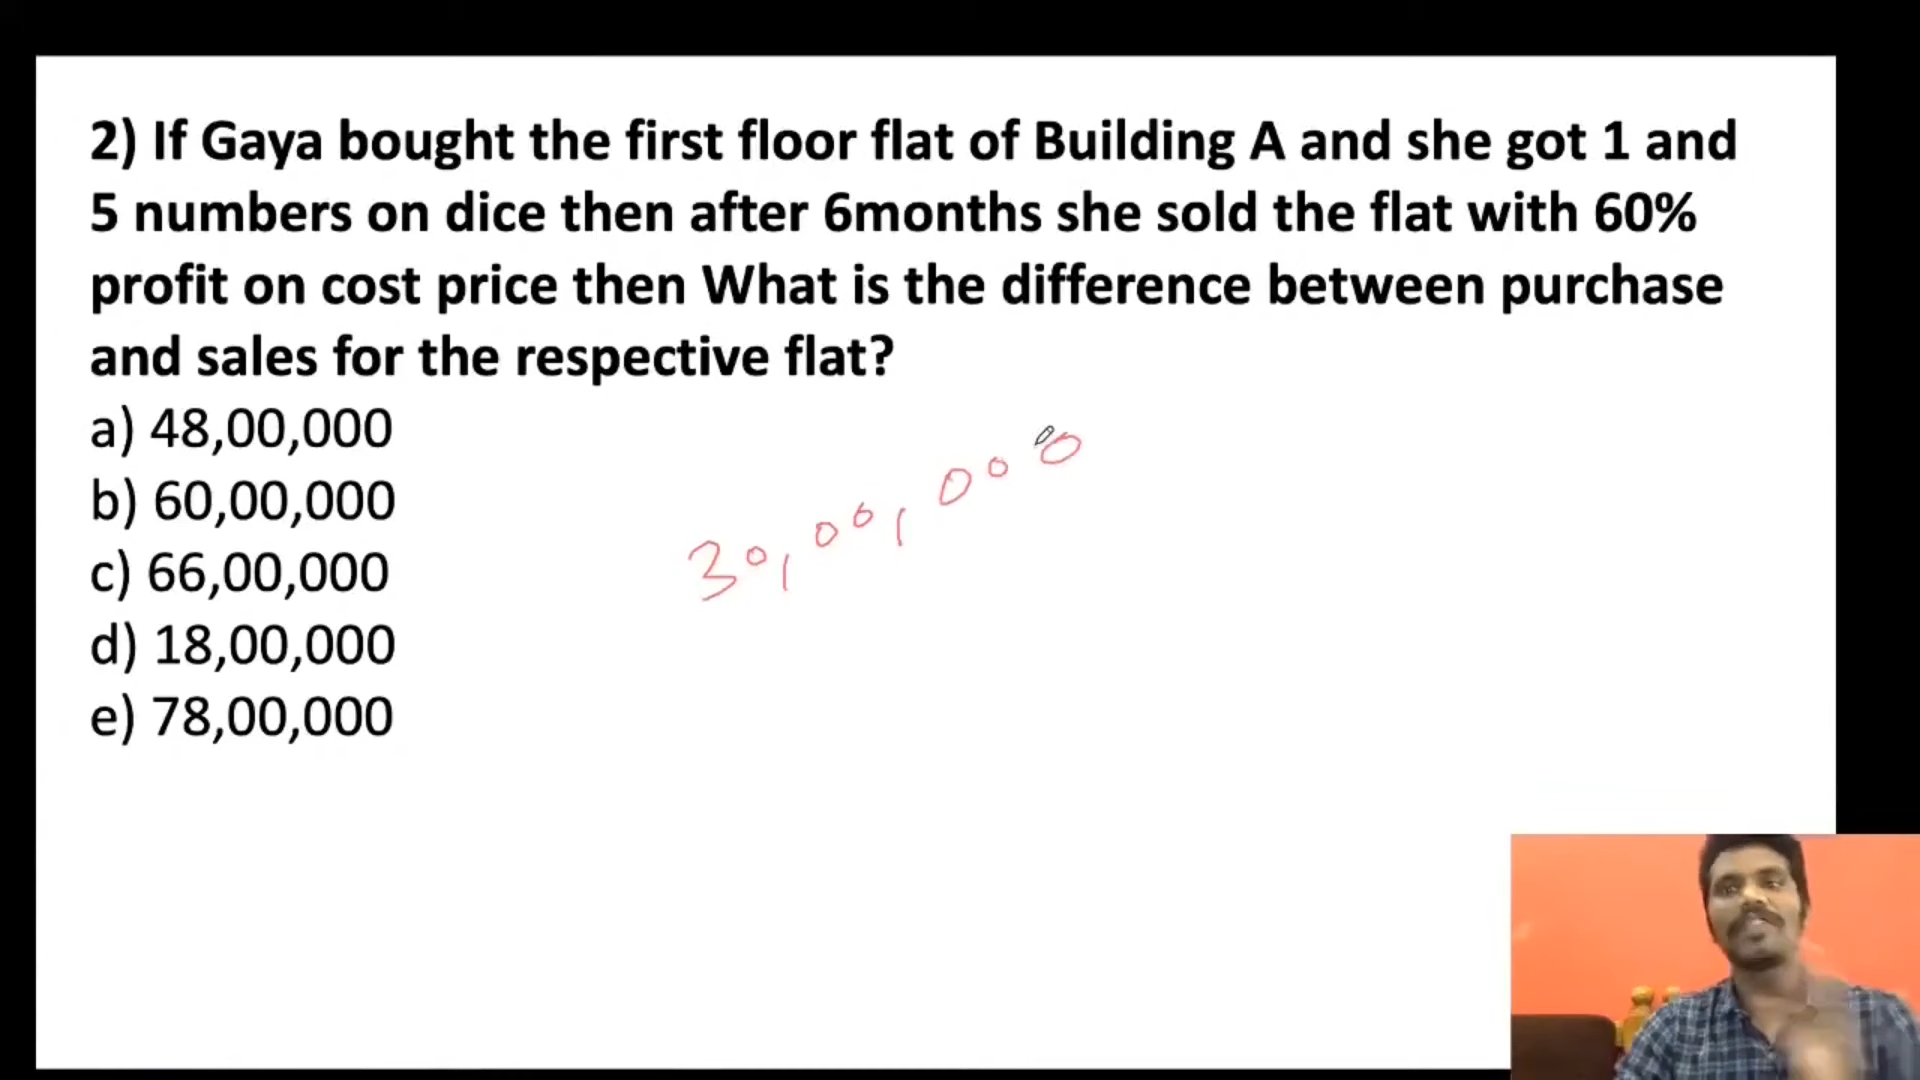 2) If Gaya bought the first floor flat of Building A and she got 1 and
5 numbers on dice then after 6months she sold the flat with 60%
profit on cost price then What is the difference between purchase
and sales for the respective flat?
a) 48,00,000
b) 60,00,000
c) 66,00,000
d) 18,00,000
e) 78,00,000
30,00,000